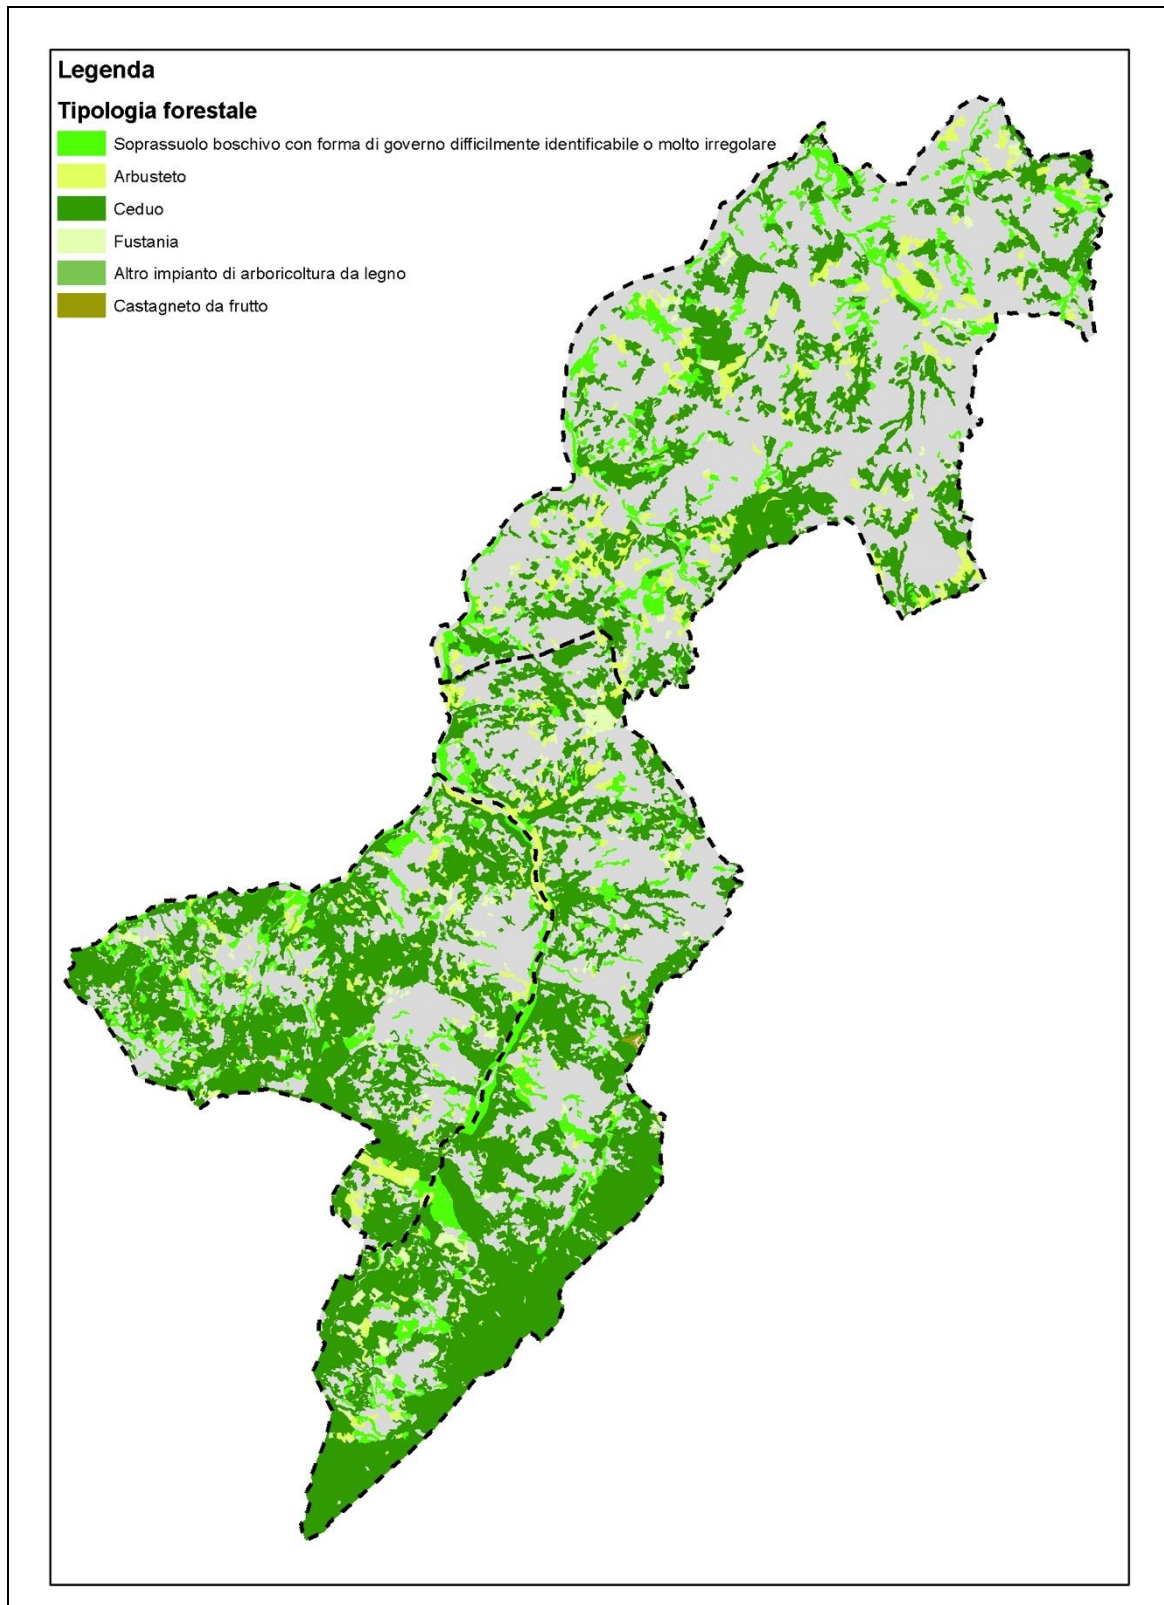 Legenda
Tipologia forestale
Soprassuolo boschivo con forma di governo difficilmente identificabile o molto irregolare
Arbusteto
Ceduo
Fustania
Altro impianto di arboricoltura da legno
Castagneto da frutto